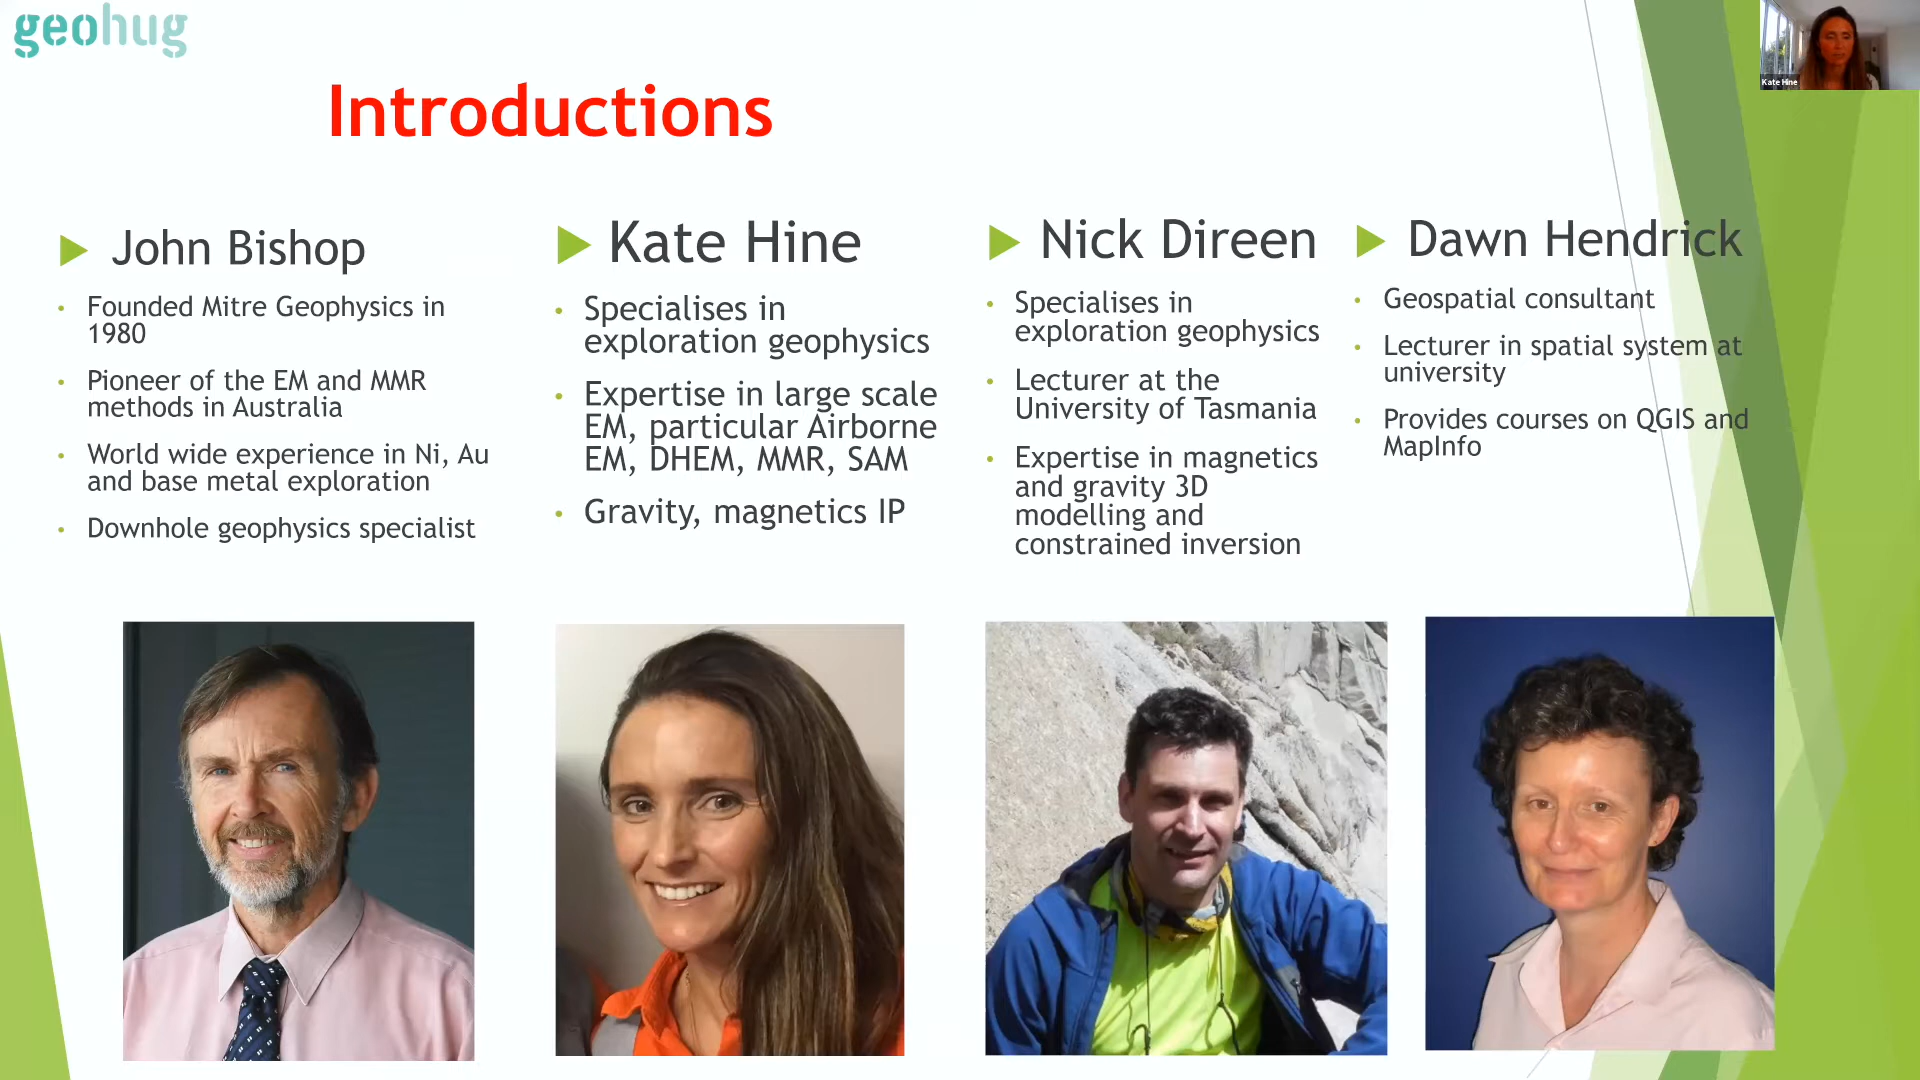 geohug
Kate Hine
Introductions
John Bishop
Founded Mitre Geophysics in
1980
Pioneer of the EM and MMR
methods in Australia
World wide experience in Ni, Au
and base metal exploration
Downhole geophysics specialist
Kate Hine
Specialises in
exploration geophysics
Expertise in large scale
EM, particular Airborne
EM, DHEM, MMR, SAM
Gravity, magnetics IP
Nick Direen
Specialises in
exploration geophysics
Lecturer at the
University of Tasmania
Expertise in magnetics
and gravity 3D
modelling and
constrained inversion
Dawn Hendrick
Geospatial consultant
Lecturer in spatial system at
university
Provides courses on QGIS and
MapInfo